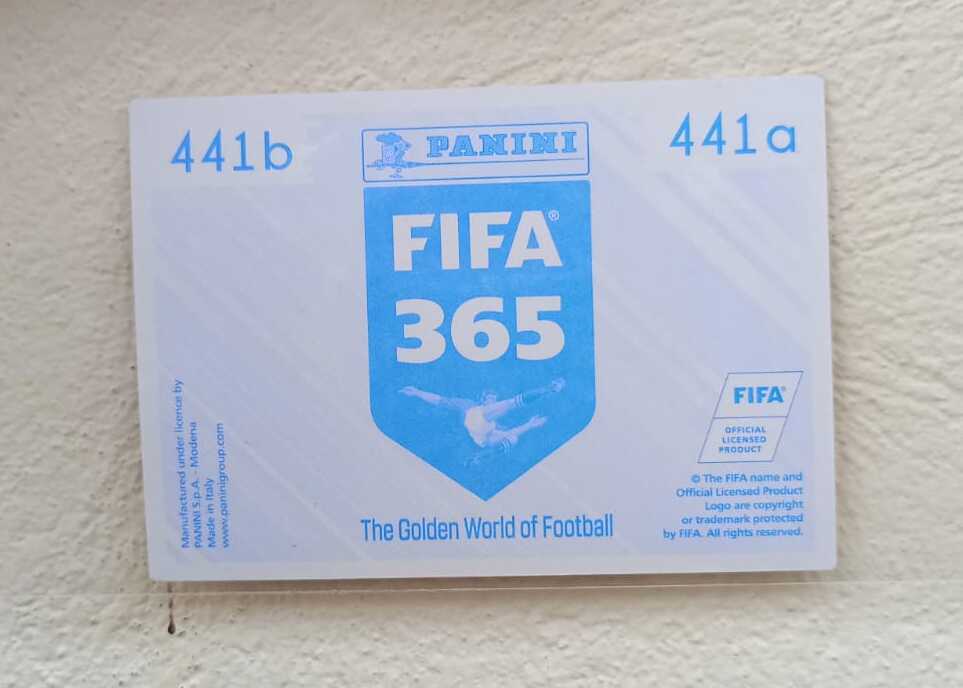 441b
PANINI
441a
FIFA®
365
The Golden World of Football
Manufactured under licence by
PANINI S.p.A. - Modena
Made in Italy
www.paninigroup.com
FIFA®
OFFICIAL
LICENSED
PRODUCT
© The FIFA name and
Official Licensed Product
Logo are copyright
or trademark protected
by FIFA. All rights reserved.